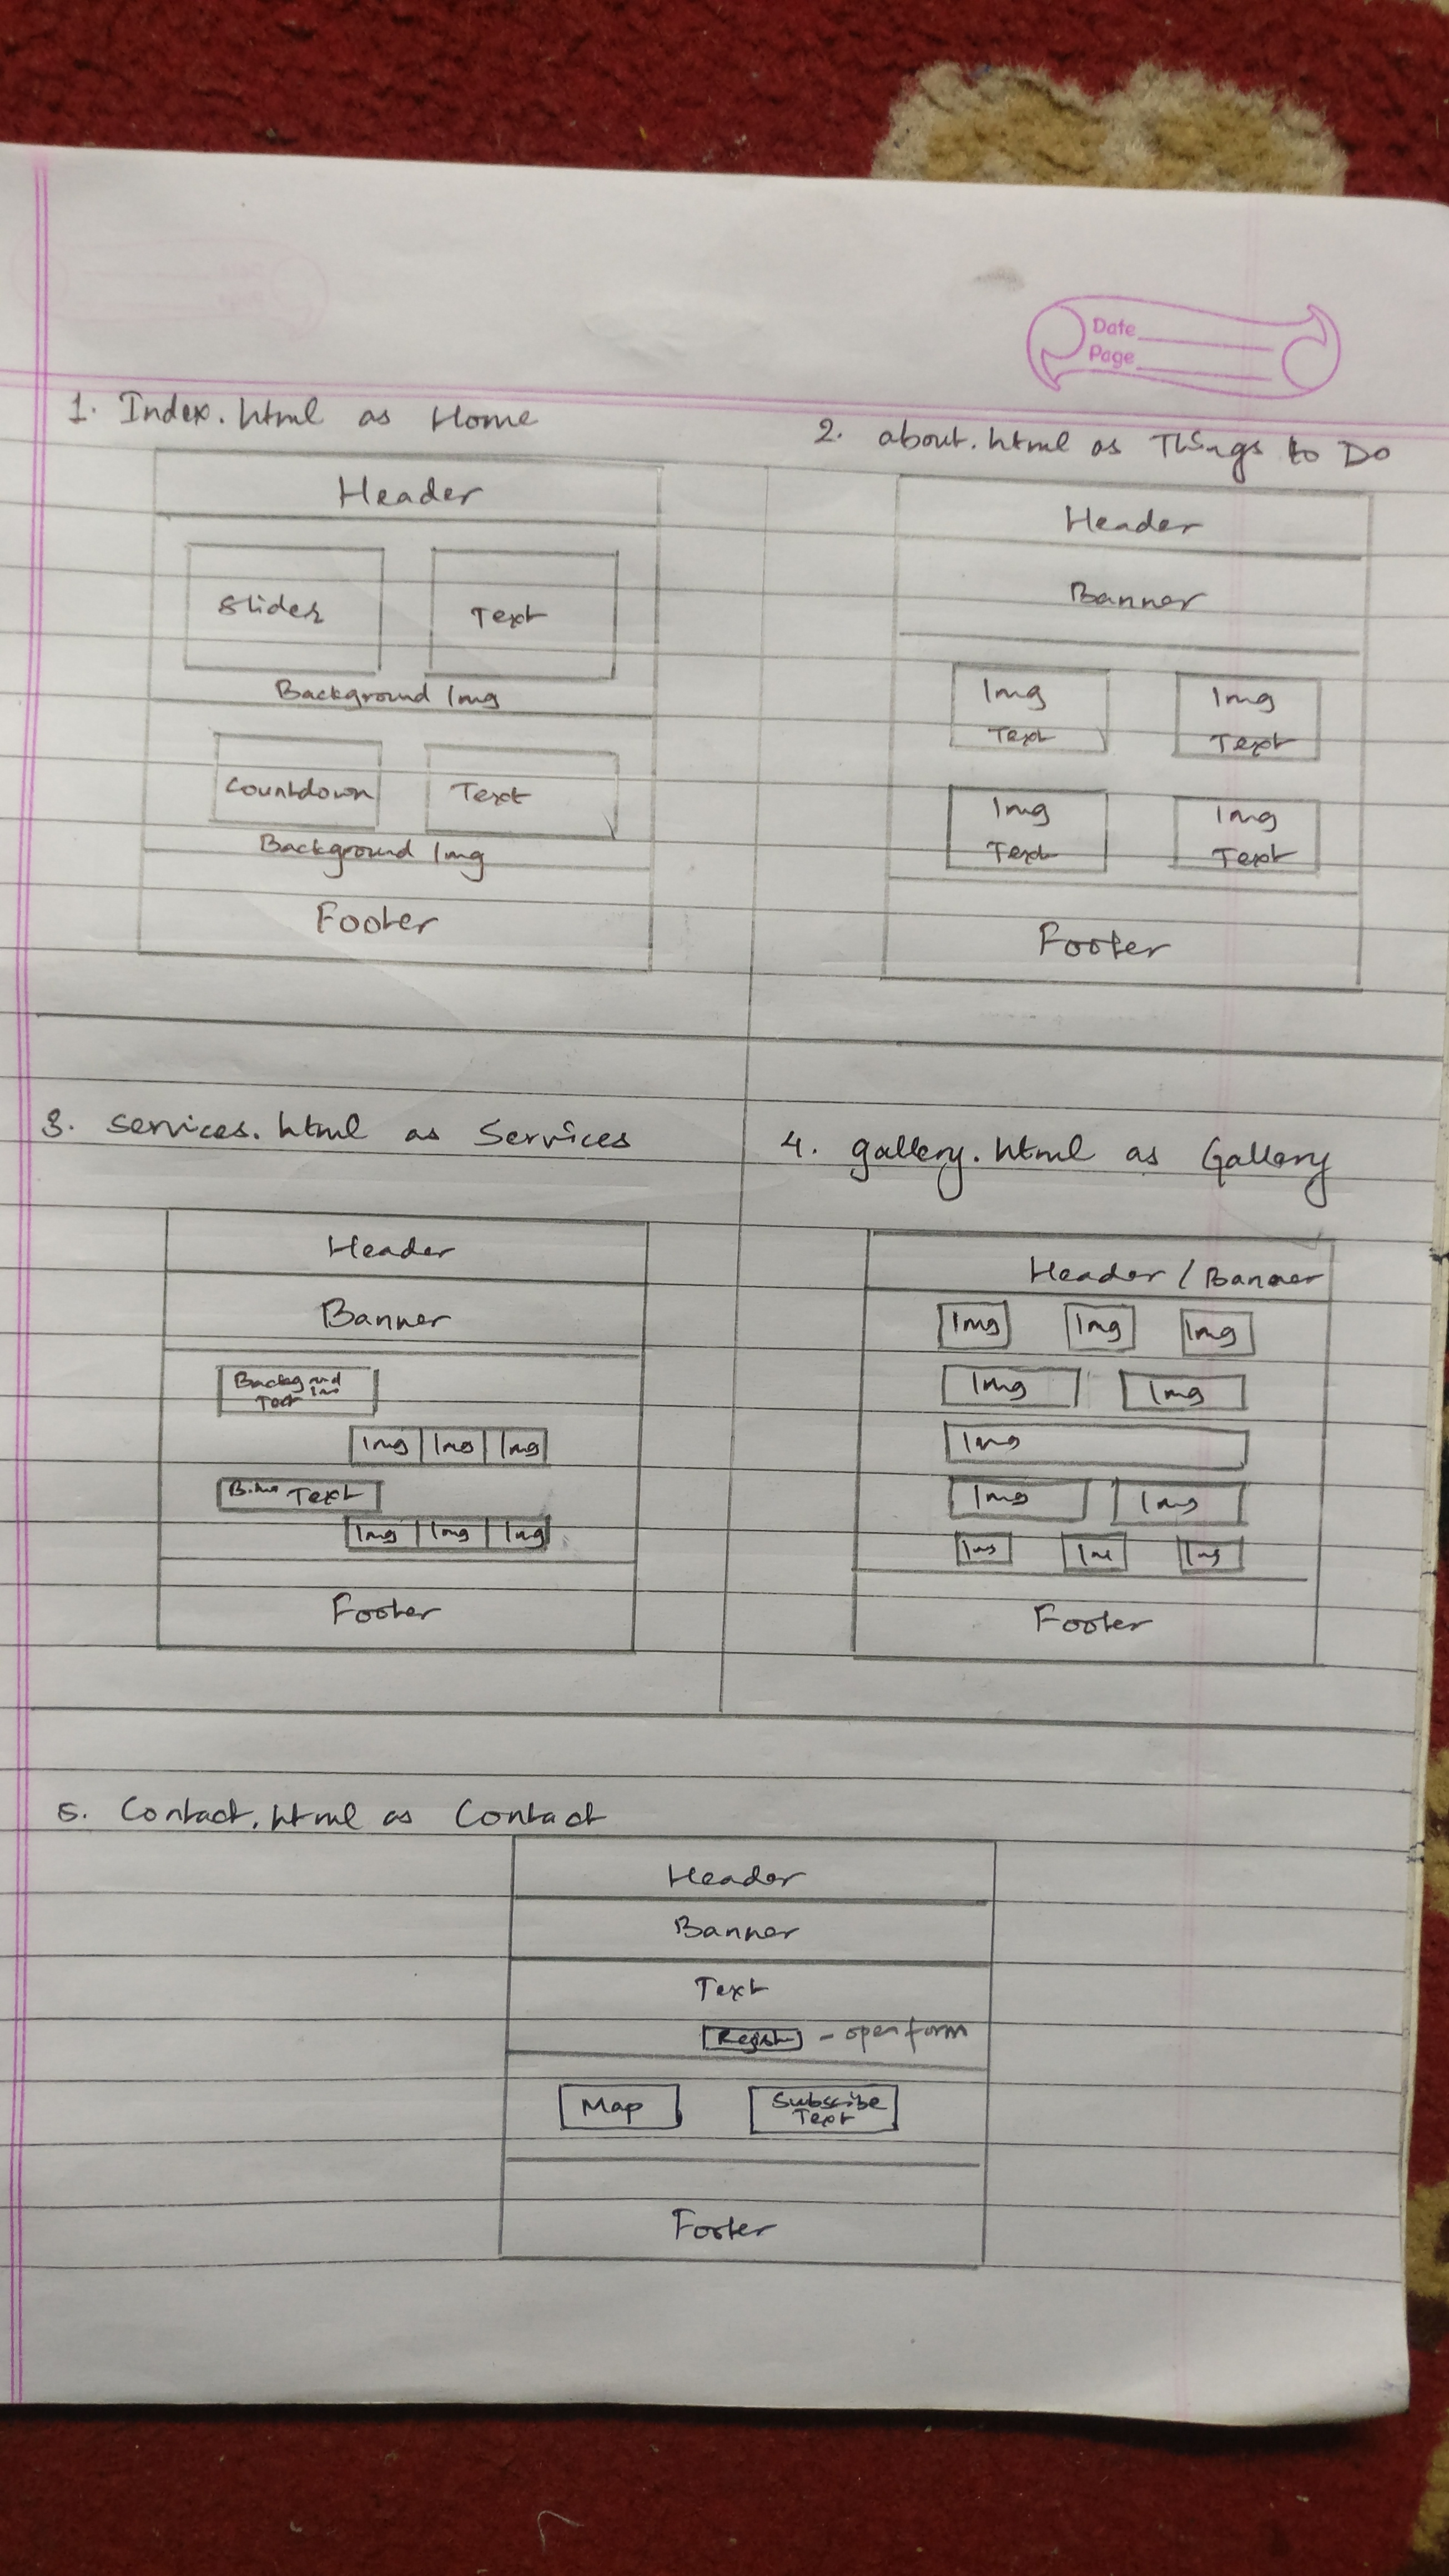 Date
Page
1. Index.html as Home
Header
Slider
Text
Background Img
Countdown
Text
Background Img
Footer
2. about.html as Things to Do
Header
Banner
Img
Text
Img
Text
Img
Text
Img
Text
Footer
3. Services.html as Services
Header
Banner
Text
Img Img Img
Text
Img Img Img
Footer
4. gallery.html as Gallery
Header / Banner
Img Img Img
Img Img
Img
Img Img
Img Img Img
Footer
5. Contact.html as Contact
Header
Banner
Text
- open form
Map
Subscribe
Text
Footer